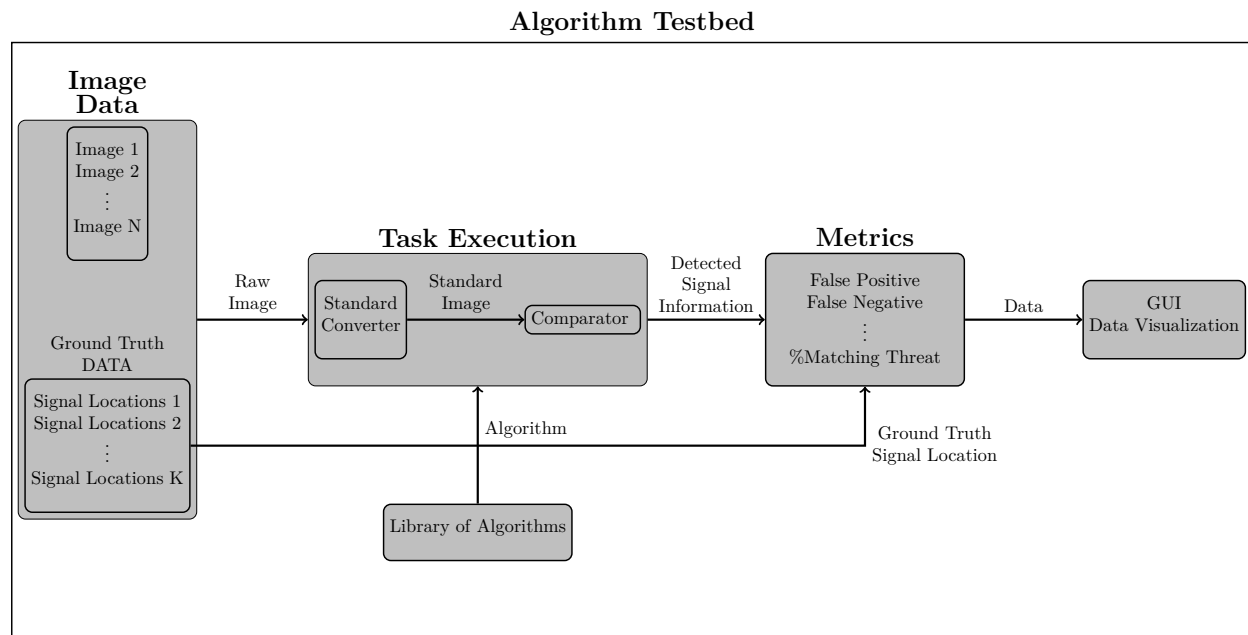 Algorithm Testbed
Image
Data
Image 1
Image 2
⋮
Image N
Ground Truth
DATA
Signal Locations 1
Signal Locations 2
⋮
Signal Locations K
Raw
Image
Task Execution
Standard
Converter
Standard
Image
Comparator
Algorithm
Library of Algorithms
Detected
Signal
Information
Metrics
False Positive
False Negative
⋮
%Matching Threat
Ground Truth
Signal Location
Data
GUI
Data Visualization